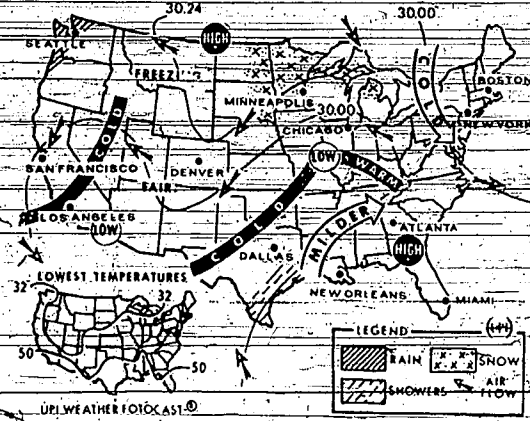 30.24
30.00
HIGH
SEATTLE
FREEZI
COLD
BOSTON
MINNEAPOLIS
30.00
NEW YORK
CHICAGO
COLD
LOW
WARM
SAN FRANCISCO
DENVER
FAIR
LOS ANGELES
LOW
COLD
MILDER
ATLANTA
DALLAS
HIGH
LOWEST TEMPERATURES
32
32
NEW ORLEANS
MIAMI
LEGEND
RAIN
SNOW
SHOWERS
AIR FLOW
50
50
UPI WEATHER FOTOCAST ®